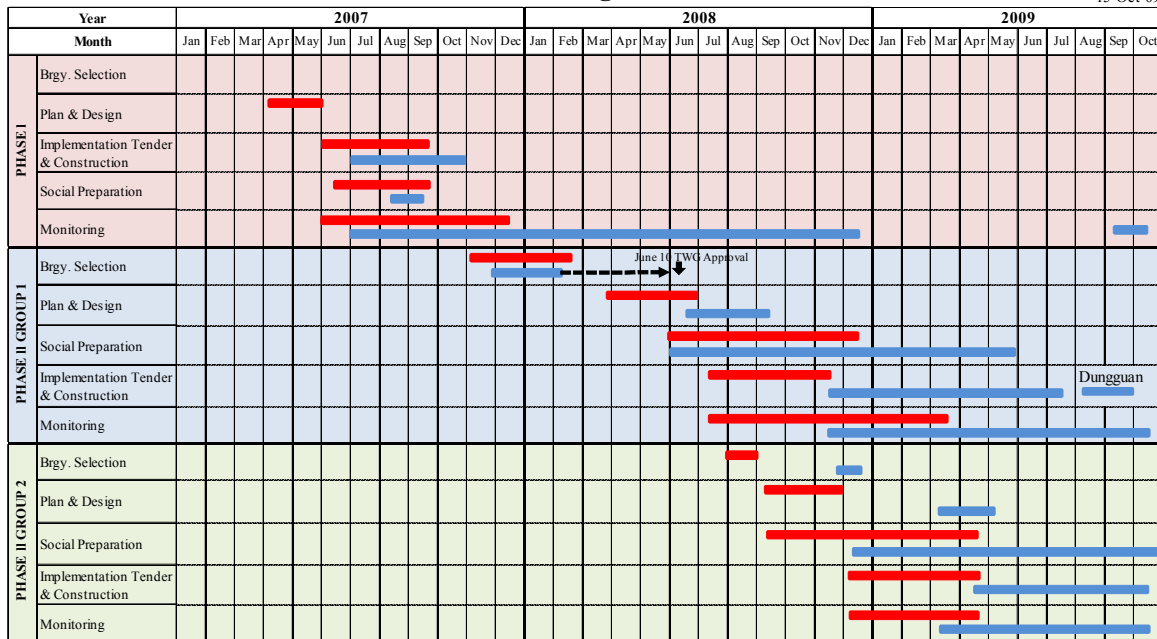 Year 2007 2008 2009
Month Jan Feb Mar Apr May Jun Jul Aug Sep Oct Nov Dec Jan Feb Mar Apr May Jun Jul Aug Sep Oct Nov Dec Jan Feb Mar Apr May Jun Jul Aug Sep Oct
PHASE I
Brgy. Selection
Plan & Design
Implementation Tender
& Construction
Social Preparation
Monitoring
PHASE II GROUP 1
Brgy. Selection
June 10 TWG Approval
Plan & Design
Social Preparation
Implementation Tender
& Construction
Dungguan
Monitoring
PHASE II GROUP 2
Brgy. Selection
Plan & Design
Social Preparation
Implementation Tender
& Construction
Monitoring